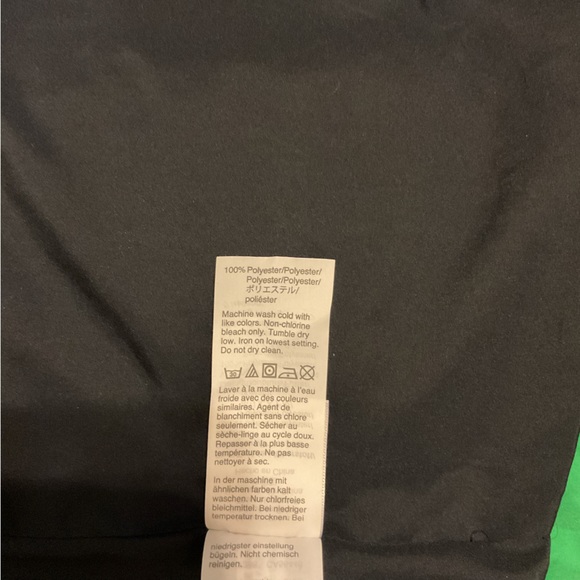 100% Polyester/Polyester/
Polyester/Polyester/
ポリエステル/
poliéster
Machine wash cold with
like colors. Non-chlorine
bleach only. Tumble dry
low. Iron on lowest setting.
Do not dry clean.
30
Laver à la machine à l'eau
froide avec des couleurs
similaires. Agent de
blanchiment sans chlore
seulement. Sécher au
sèche-linge au cycle doux.
Repasser à la plus basse
température. Ne pas
nettoyer à sec.
In der maschine mit
ähnlichen farben kalt
waschen. Nur chlorfreies
bleichmittel. Bei niedriger
temperatur trocknen. Bei
niedrigster einstellung
bügeln. Nicht chemisch
reinigen.